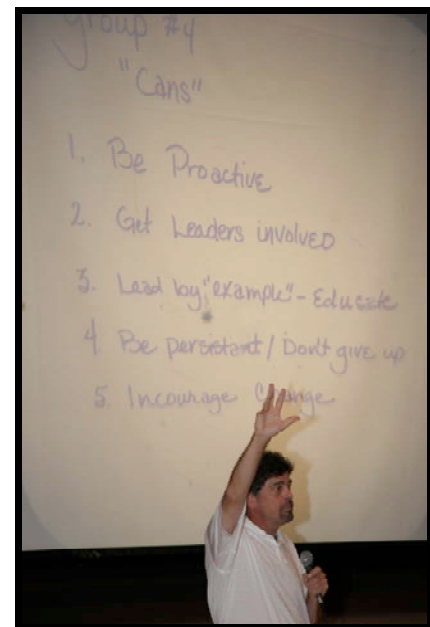 group #4
"Cans"
1. Be Proactive
2. Get Leaders involved
3. Lead by "example" - Educate
4 Be persistant / Don't give up
5. Incourage Change